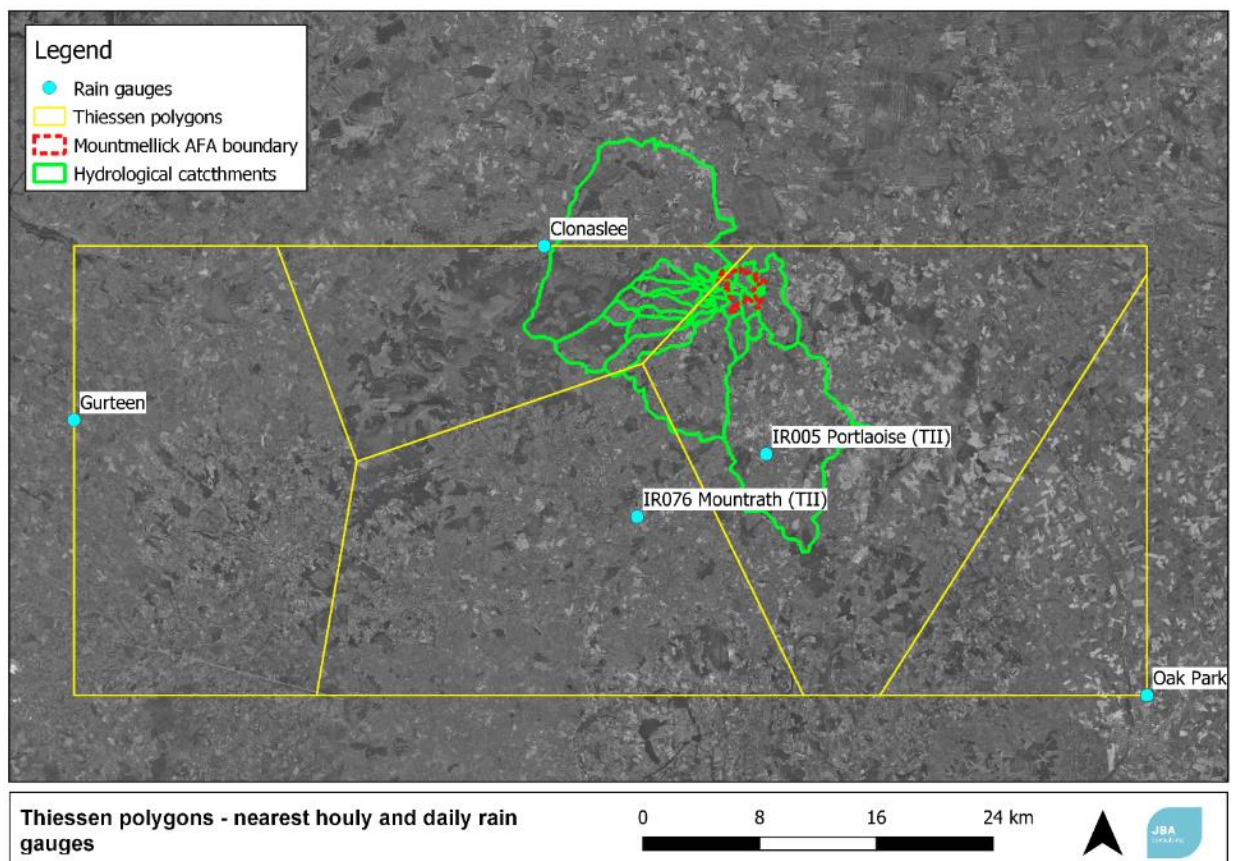 Legend
Rain gauges
Thiessen polygons
Mountmellick AFA boundary
Hydrological catcthments
Clonaslee
Gurteen
IR005 Portlaoise (TII)
IR076 Mountrath (TII)
Oak Park
Thiessen polygons - nearest houly and daily rain
gauges
0 8 16 24 km
JBA
consulting